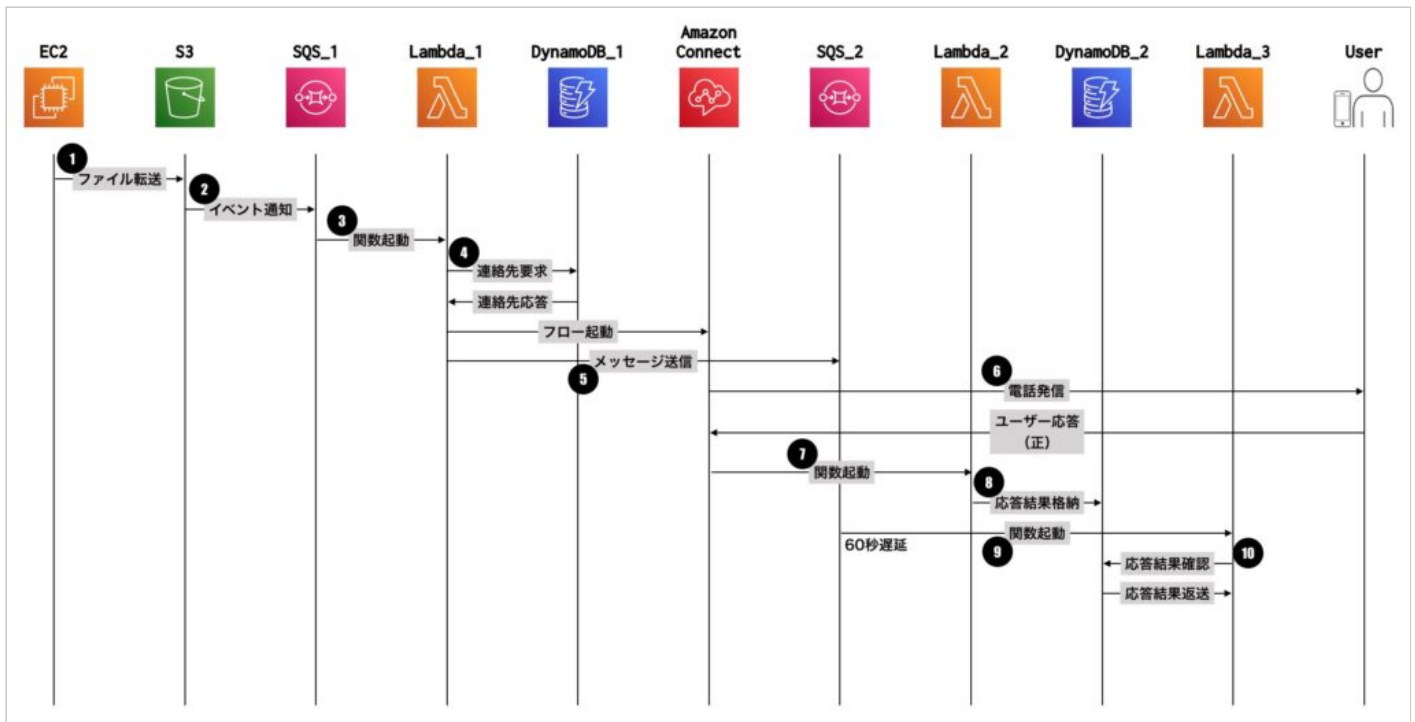 EC2
S3
SQS_1
Lambda_1
DynamoDB_1
Amazon
Connect
SQS_2
Lambda_2
DynamoDB_2
Lambda_3
User
1
ファイル転送
2
イベント通知
3
関数起動
4
連絡先要求
連絡先応答
フロー起動
メッセージ送信
5
6
電話発信
ユーザー応答
(正)
7
関数起動
8
応答結果格納
関数起動
60秒遅延
9
10
応答結果確認
応答結果返送